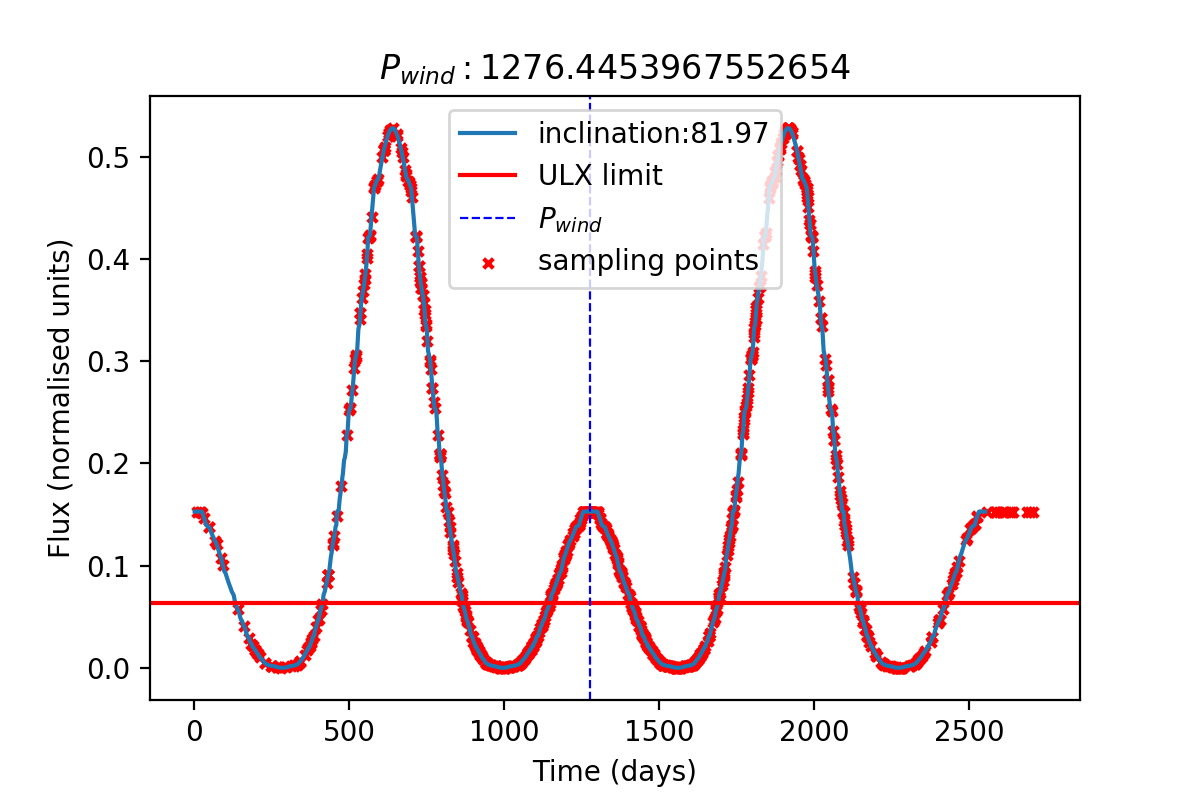 P_wind : 1276.4453967552654
inclination:81.97
ULX limit
P_wind
sampling points
Flux (normalised units)
0.5
0.4
0.3
0.2
0.1
0.0
0 500 1000 1500 2000 2500
Time (days)